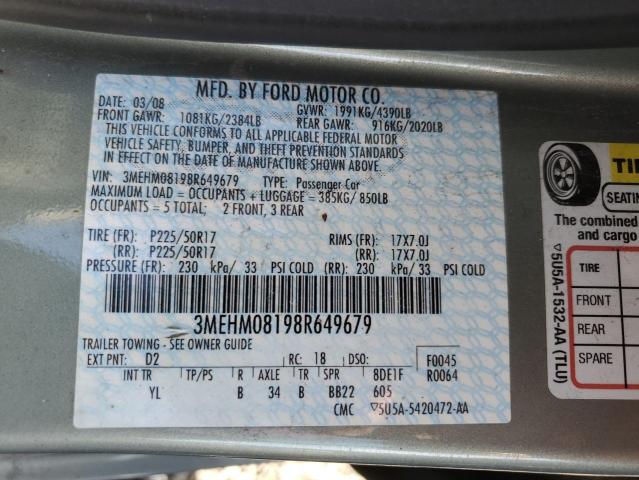 MFD. BY FORD MOTOR CO.
DATE: 03/08 GVWR: 1991KG/4390LB
FRONT GAWR: 1081KG/2384LB REAR GAWR: 916KG/2020LB
THIS VEHICLE CONFORMS TO ALL APPLICABLE FEDERAL MOTOR
VEHICLE SAFETY, BUMPER, AND THEFT PREVENTION STANDARDS
IN EFFECT ON THE DATE OF MANUFACTURE SHOWN ABOVE.
VIN: 3MEHM08198R649679 TYPE: Passenger Car
MAXIMUM LOAD = OCCUPANTS + LUGGAGE = 385KG/ 850LB
OCCUPANTS = 5 TOTAL; 2 FRONT, 3 REAR
TIRE (FR): P225/50R17 RIMS (FR): 17X7.0J
(RR): P225/50R17 (RR): 17X7.0J
PRESSURE (FR): 230 kPa/ 33 PSI COLD (RR): 230 kPa/ 33 PSI COLD
3MEHM08198R649679
TRAILER TOWING - SEE OWNER GUIDE
EXT PNT: D2 RC: 18 DSO: F0045
INT TR TP/PS R AXLE TR SPR 8DE1F R0064
YL B 34 B BB22 605
CMC ▽5U5A-5420472-AA
TI
SEATIN
The combined
and cargo
TIRE
FRONT
REAR
SPARE
▽5U5A-1532-AA (TLU)